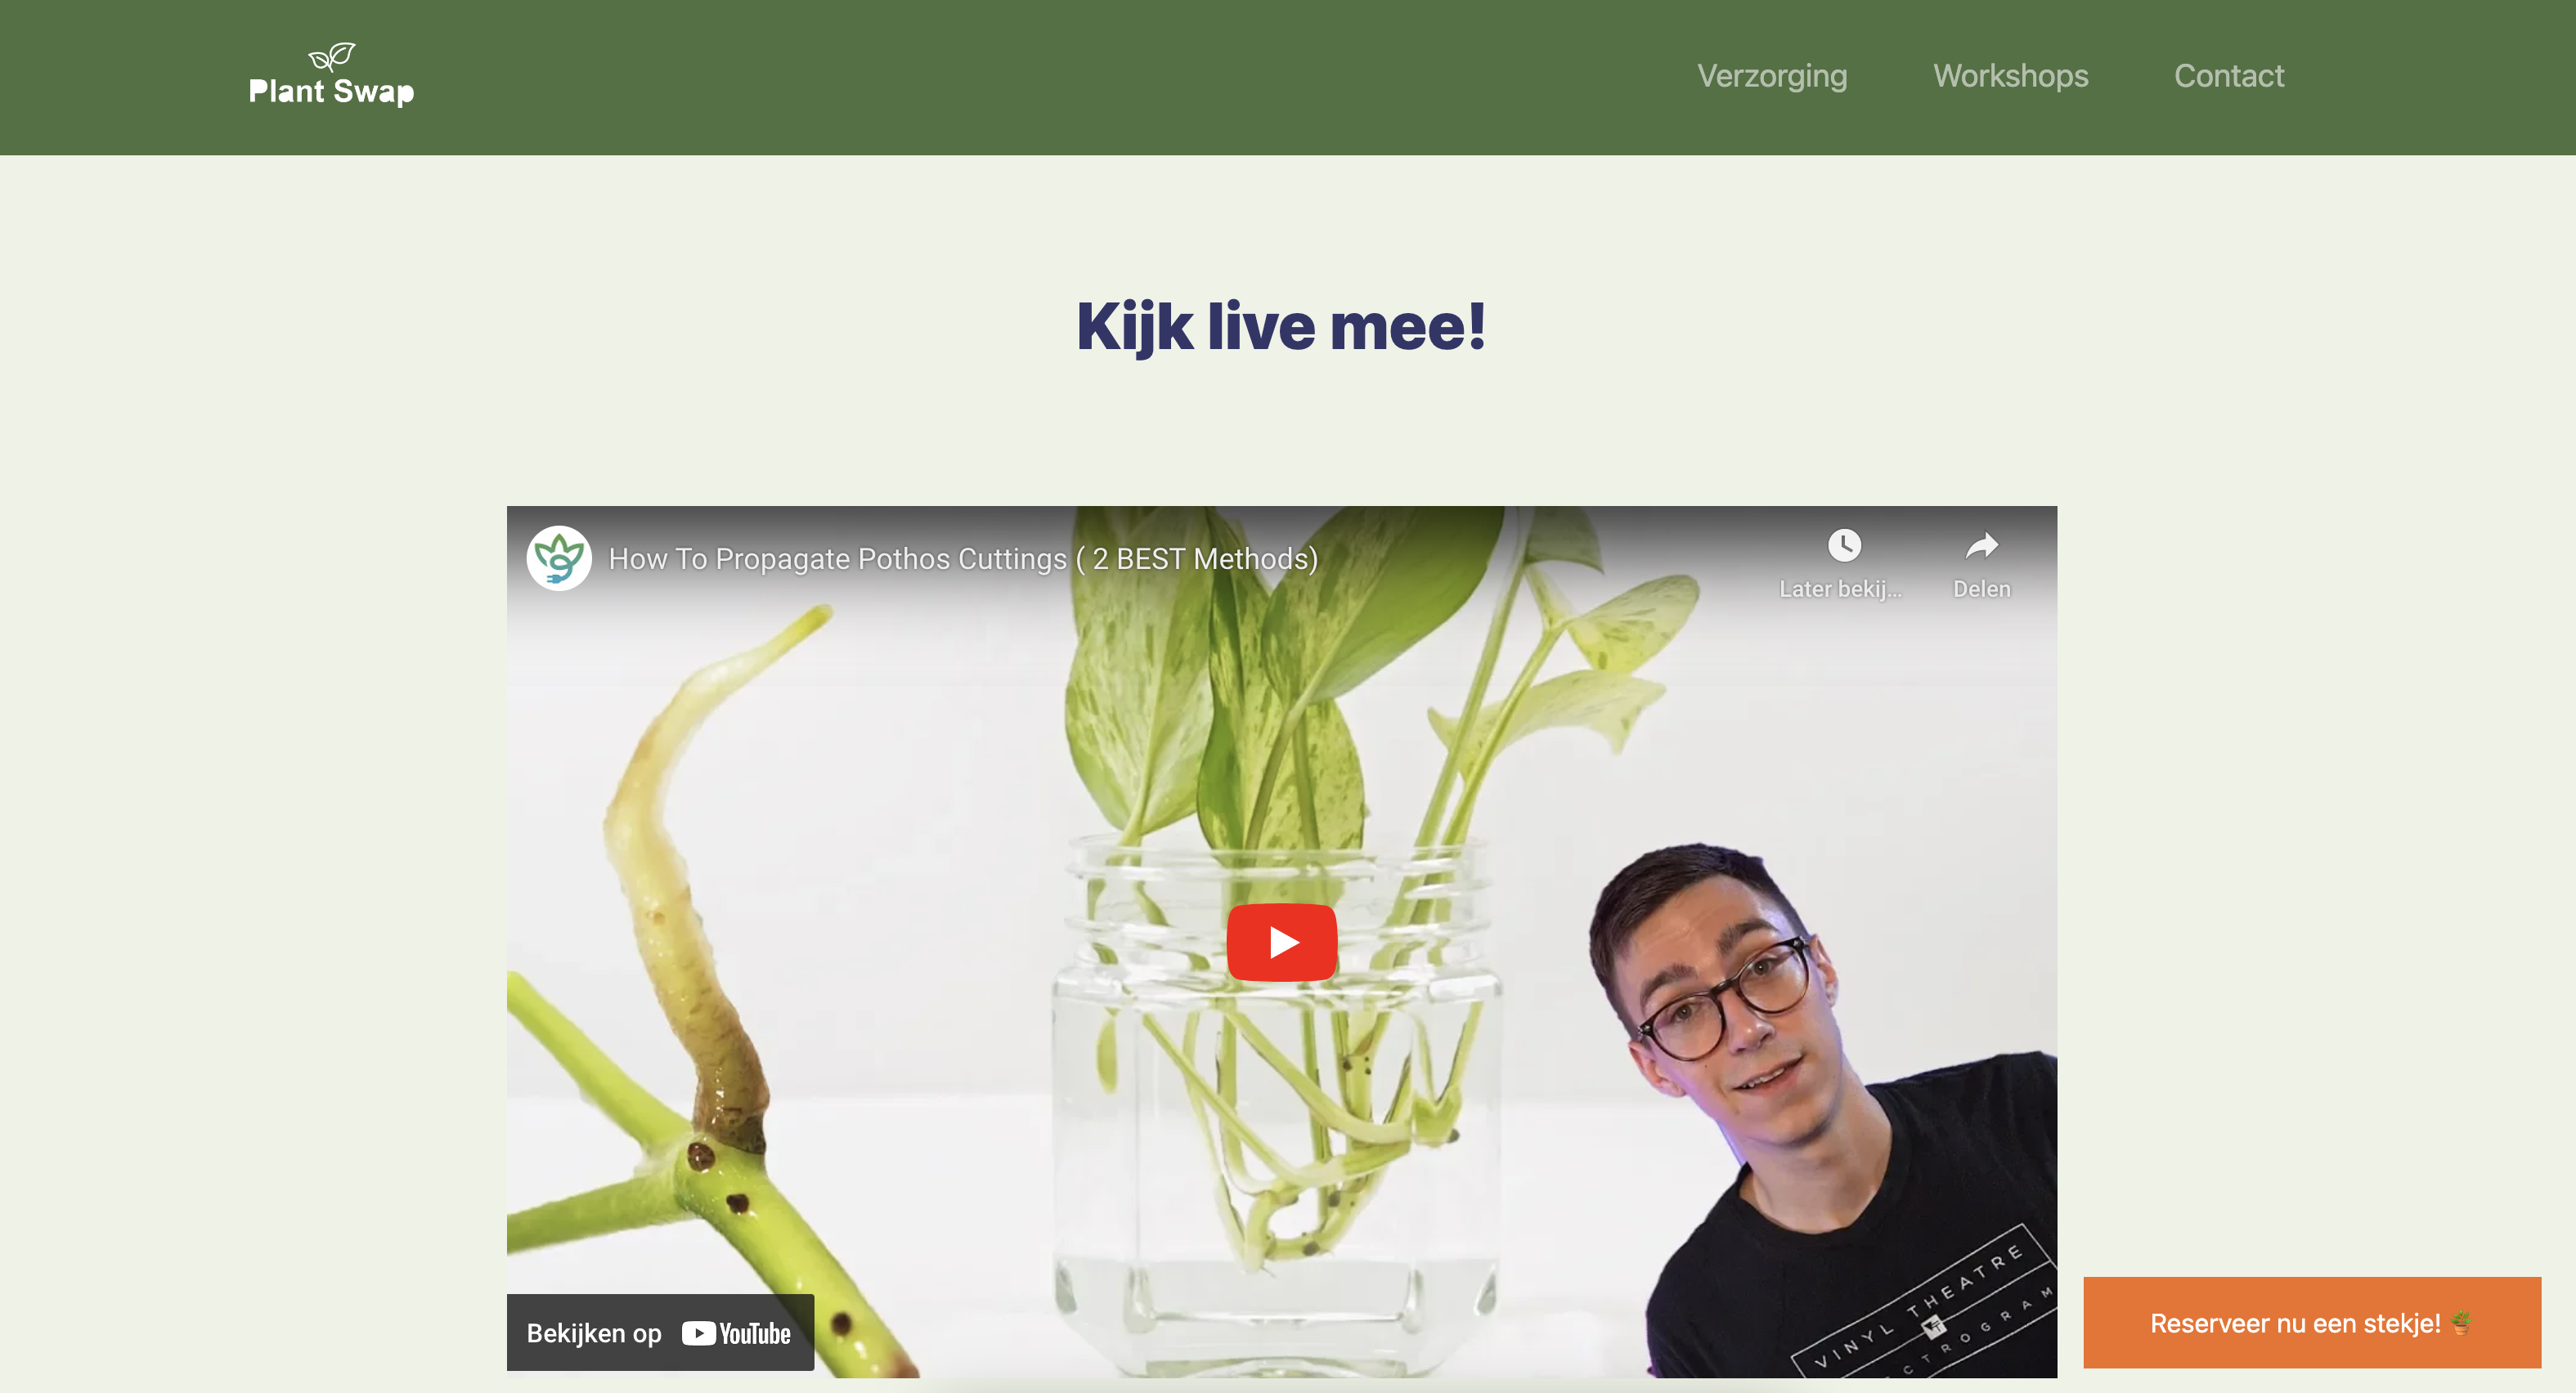 Plant Swap
Verzorging
Workshops
Contact
Kijk live mee!
How To Propagate Pothos Cuttings ( 2 BEST Methods)
Later bekij...
Delen
VINYL THEATRE
Bekijken op YouTube
Reserveer nu een stekje! 🪴